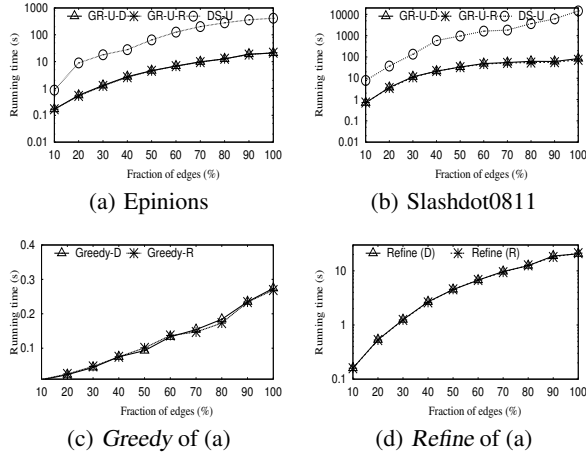 GR-U-D GR-U-R DS-U
Running time (s)
1000
100
10
1
0.1
0.01
10 20 30 40 50 60 70 80 90 100
Fraction of edges (%)
(a) Epinions
GR-U-D GR-U-R DS-U
Running time (s)
10000
1000
100
10
1
0.1
0.01
10 20 30 40 50 60 70 80 90 100
Fraction of edges (%)
(b) Slashdot0811
Greedy-D Greedy-R
Running time (s)
0.4
0.3
0.2
0.1
10 20 30 40 50 60 70 80 90 100
Fraction of edges (%)
(c) Greedy of (a)
Refine (D) Refine (R)
Running time (s)
10
1
0.1
10 20 30 40 50 60 70 80 90 100
Fraction of edges (%)
(d) Refine of (a)